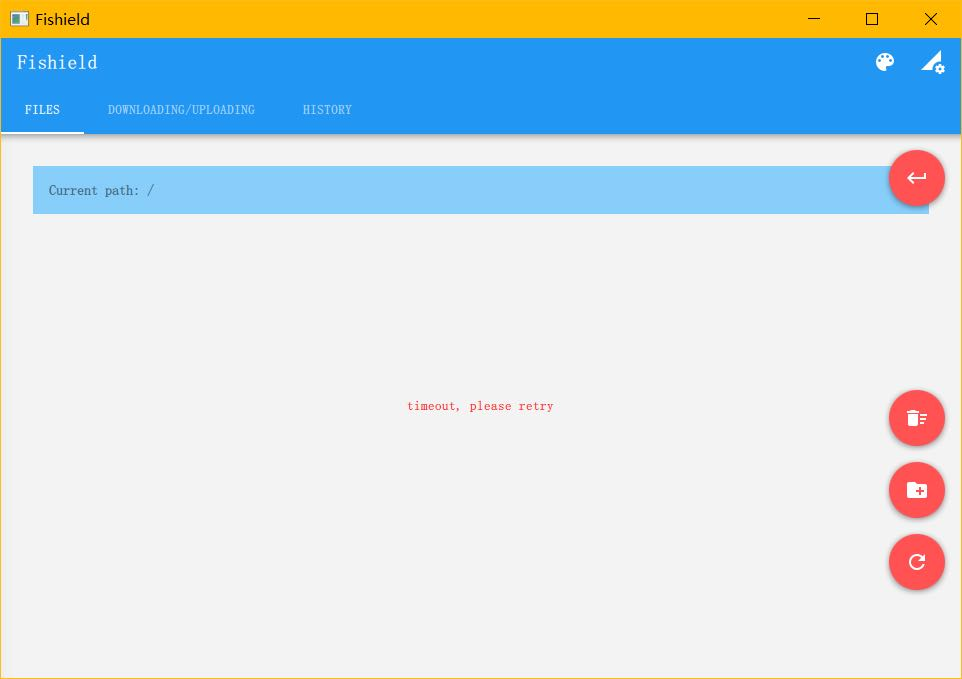 Fishield
Fishield
FILES
DOWNLOADING/UPLOADING
HISTORY
Current path: /
timeout, please retry